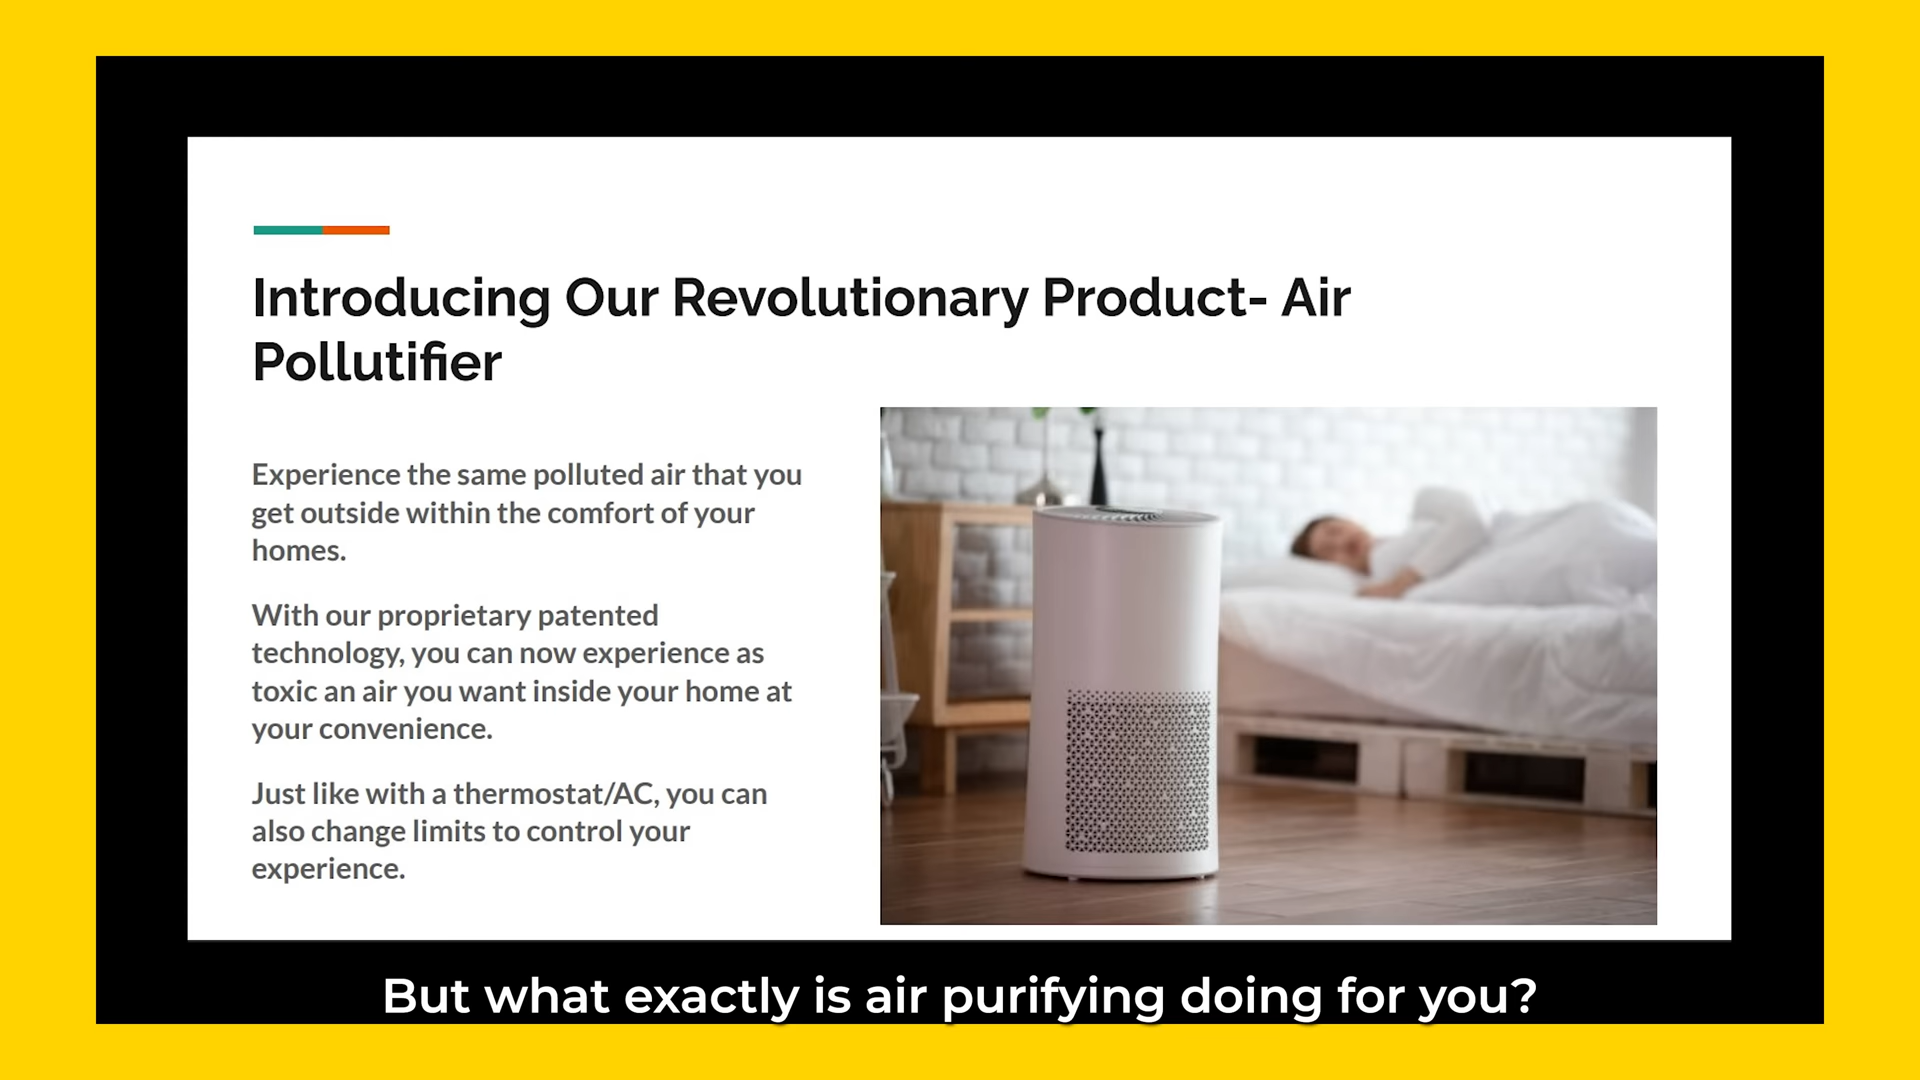 Introducing Our Revolutionary Product- Air
Pollutifier
Experience the same polluted air that you
get outside within the comfort of your
homes.
With our proprietary patented
technology, you can now experience as
toxic an air you want inside your home at
your convenience.
Just like with a thermostat/AC, you can
also change limits to control your
experience.
But what exactly is air purifying doing for you?